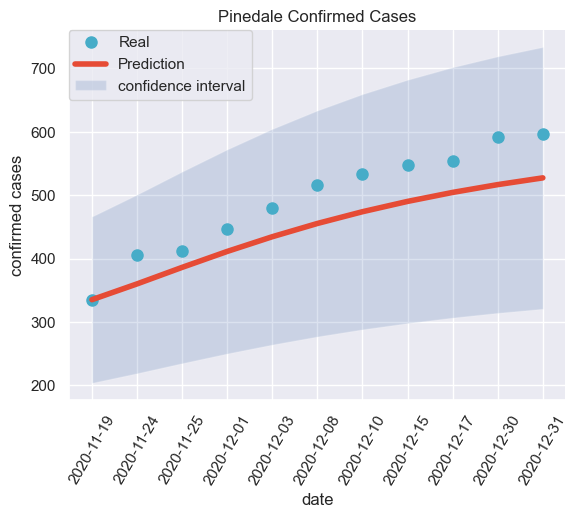 Pinedale Confirmed Cases
Real
Prediction
confidence interval
confirmed cases
700
600
500
400
300
200
2020-11-19
2020-11-24
2020-11-25
2020-12-01
2020-12-03
2020-12-08
2020-12-10
2020-12-15
2020-12-17
2020-12-30
2020-12-31
date